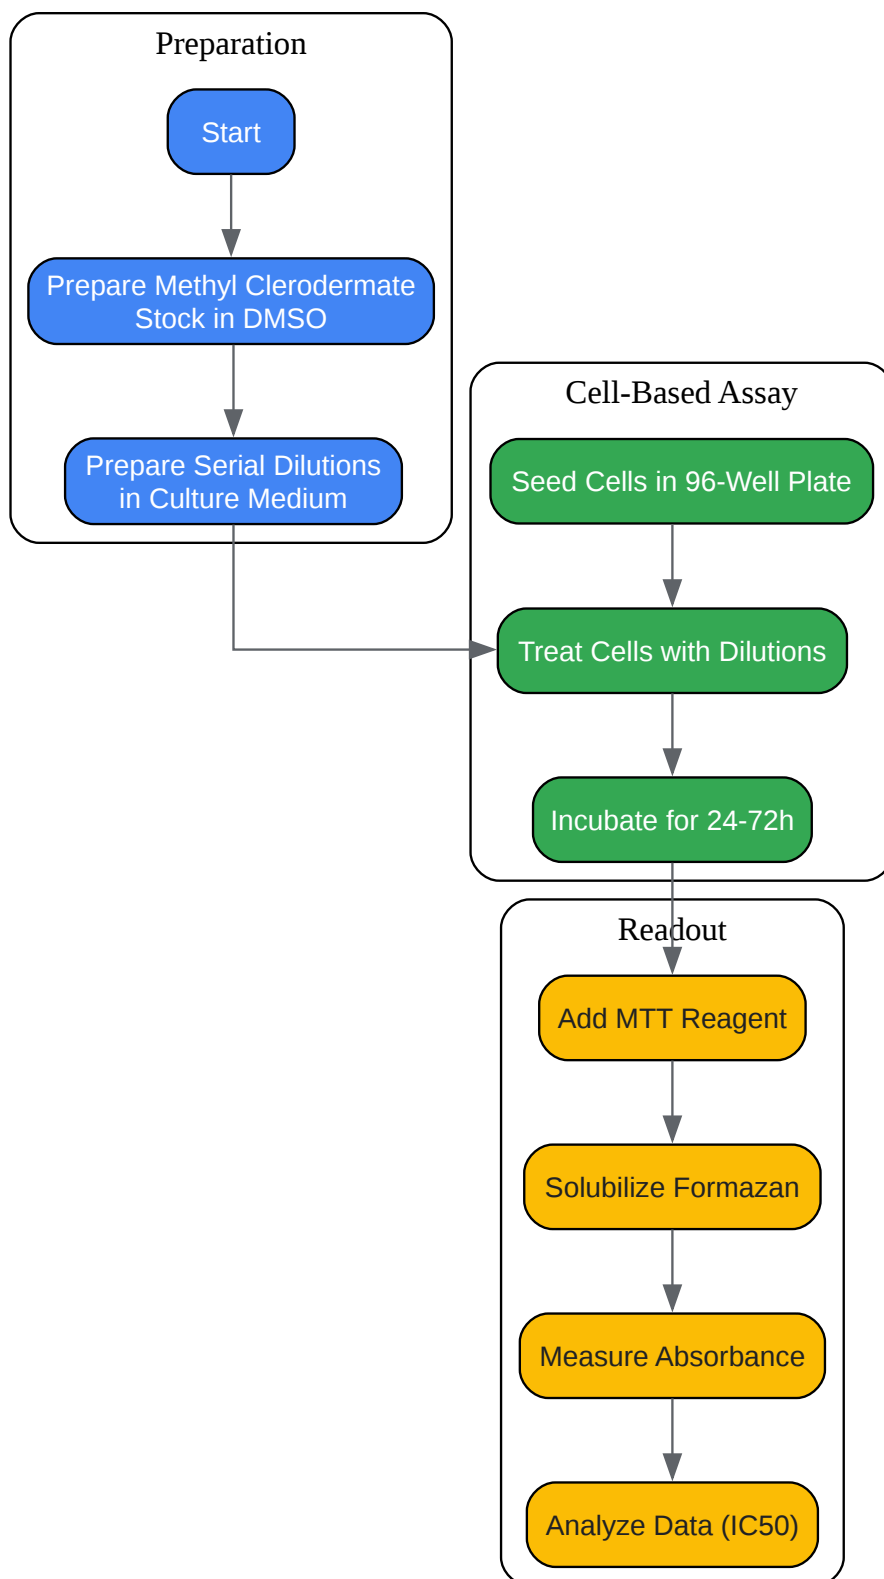 Preparation
Start
Prepare Methyl Clerodermate
Stock in DMSO
Prepare Serial Dilutions
in Culture Medium
Cell-Based Assay
Seed Cells in 96-Well Plate
Treat Cells with Dilutions
Incubate for 24-72h
Readout
Add MTT Reagent
Solubilize Formazan
Measure Absorbance
Analyze Data (IC50)